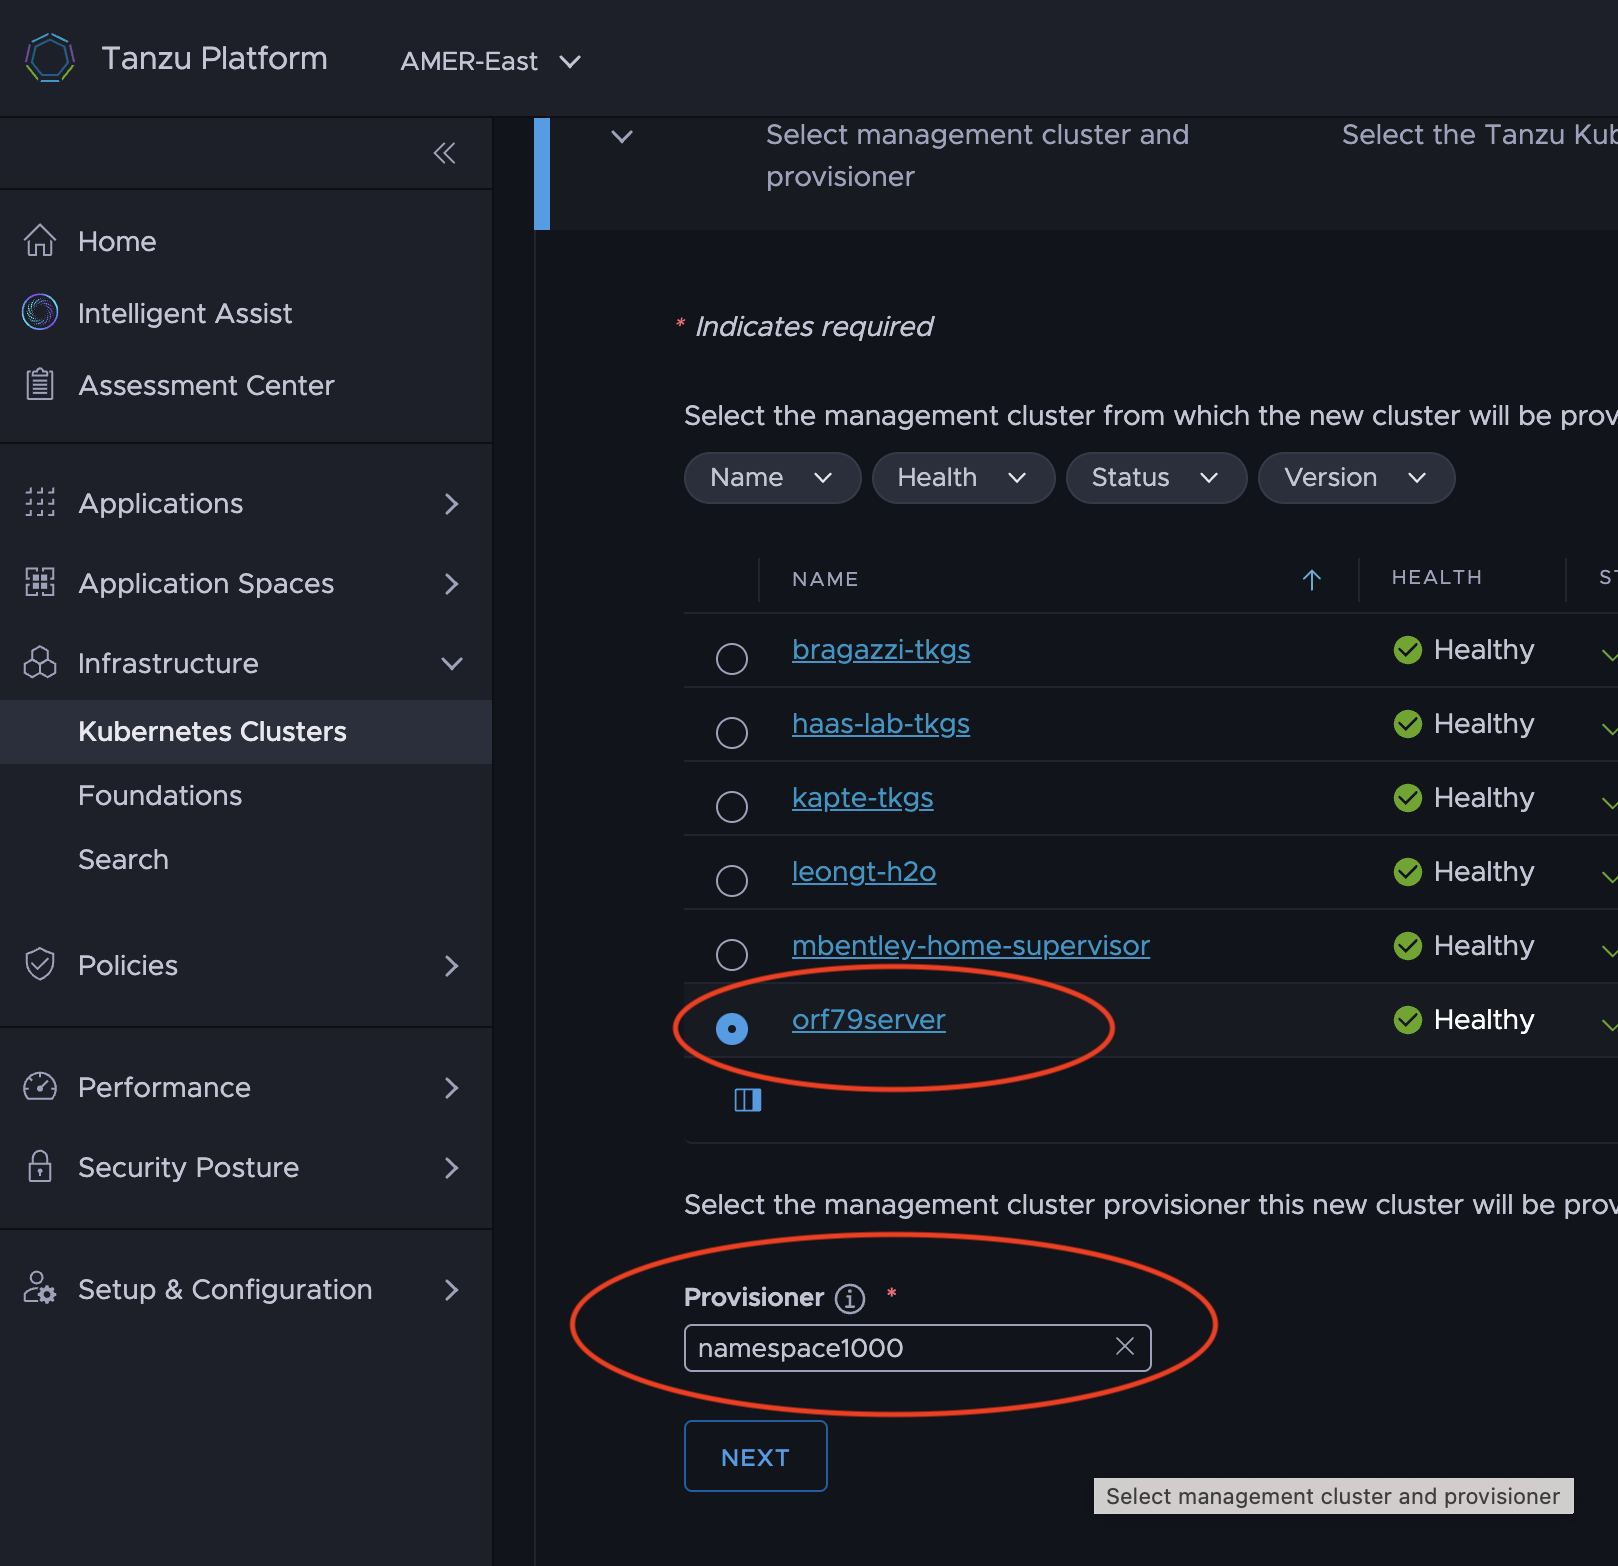 Tanzu Platform
AMER-East
Home
Intelligent Assist
Assessment Center
Applications
Application Spaces
Infrastructure
Kubernetes Clusters
Foundations
Search
Policies
Performance
Security Posture
Setup & Configuration
Select management cluster and
provisioner
Select the Tanzu Kub
* Indicates required
Select the management cluster from which the new cluster will be prov
Name Health Status Version
NAME HEALTH ST
bragazzi-tkgs Healthy
haas-lab-tkgs Healthy
kapte-tkgs Healthy
leongt-h2o Healthy
mbentley-home-supervisor Healthy
orf79server Healthy
Select the management cluster provisioner this new cluster will be prov
Provisioner *
namespace1000
NEXT
Select management cluster and provisioner